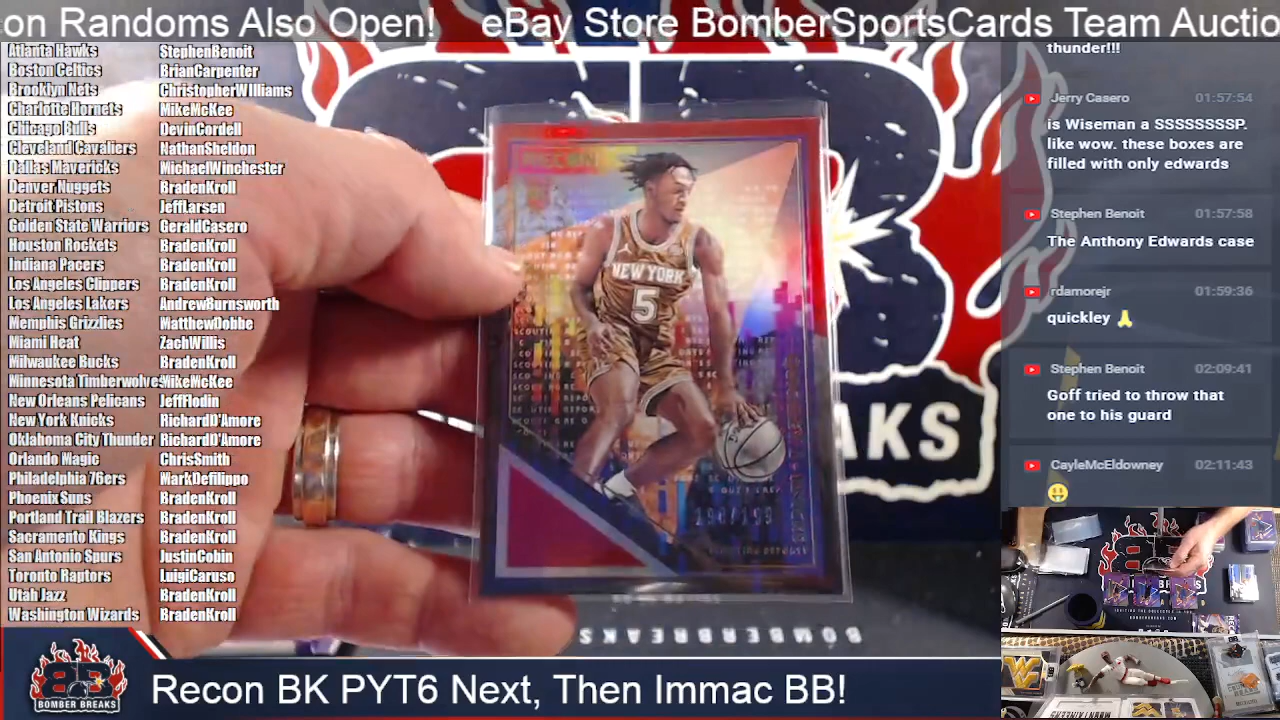 on Randoms Also Open! eBay Store BomberSportsCards Team Auctio
Atlanta Hawks StephenBenoit
Boston Celtics BrianCarpenter
Brooklyn Nets ChristopherWilliams
Charlotte Hornets MikeMcKee
Chicago Bulls DevinCordell
Cleveland Cavaliers NathanSheldon
Dallas Mavericks MichaelWinchester
Denver Nuggets BradenKroll
Detroit Pistons JeffLarsen
Golden State Warriors GeraldCasero
Houston Rockets BradenKroll
Indiana Pacers BradenKroll
Los Angeles Clippers BradenKroll
Los Angeles Lakers AndrewBurnsworth
Memphis Grizzlies MatthewDobbe
Miami Heat ZachWillis
Milwaukee Bucks BradenKroll
Minnesota Timberwolves MikeMcKee
New Orleans Pelicans JeffFlodin
New York Knicks RichardD'Amore
Oklahoma City Thunder RichardD'Amore
Orlando Magic ChrisSmith
Philadelphia 76ers MarkDefilippo
Phoenix Suns BradenKroll
Portland Trail Blazers BradenKroll
Sacramento Kings BradenKroll
San Antonio Spurs JustinCobin
Toronto Raptors LuigiCaruso
Utah Jazz BradenKroll
Washington Wizards BradenKroll
NEW YORK
5
AKS
BOMBERBREAKS
thunder!!!
Jerry Casero 01:57:54
is Wiseman a SSSSSSSSP.
like wow. these boxes are
filled with only edwards
Stephen Benoit 01:57:58
The Anthony Edwards case
rdamorejr 01:59:36
quickley 🙏
Stephen Benoit 02:09:41
Goff tried to throw that
one to his guard
CayleMcEldowney 02:11:43
🤑
BOMBER BREAKS
Recon BK PYT6 Next, Then Immac BB!